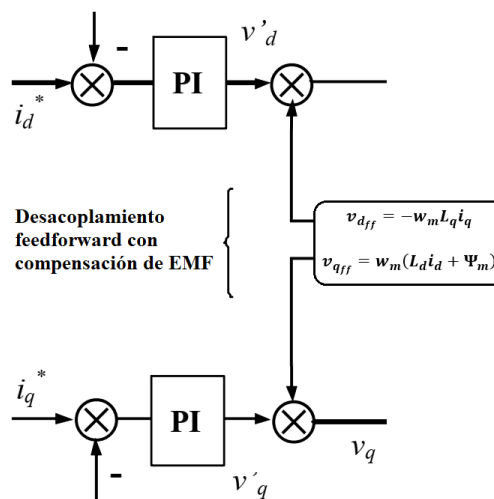 v'd
-
PI
id*
Desacoplamiento
feedforward con
compensación de EMF
vdff = -wmLqiq
vqff = wm(Ldid + Ψm)
iq*
PI
-
v´q
vq